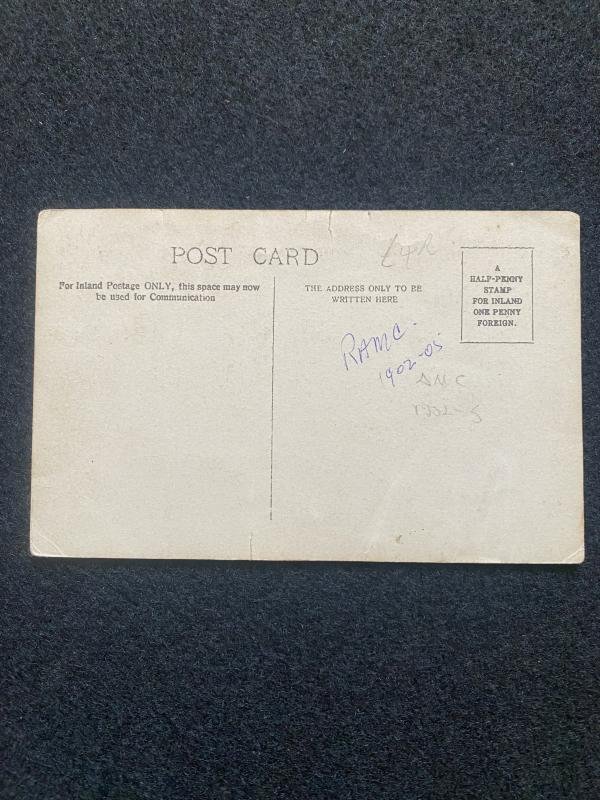 POST CARD
For Inland Postage ONLY, this space may now
be used for Communication
THE ADDRESS ONLY TO BE
WRITTEN HERE
A
HALF-PENNY
STAMP
FOR INLAND
ONE PENNY
FOREIGN.
RAMC.
1902-05